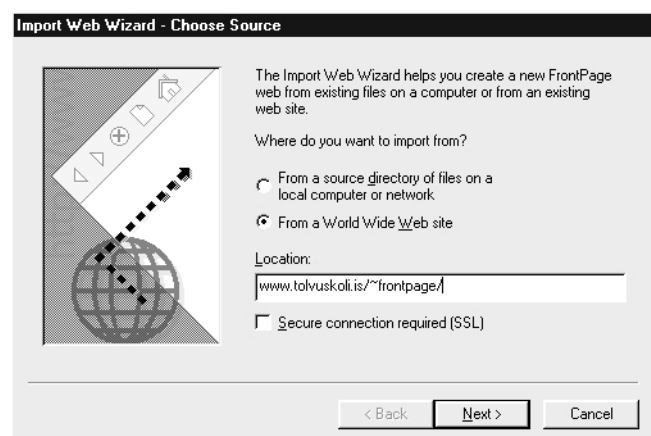 Import Web Wizard - Choose Source
http://www
The Import Web Wizard helps you create a new FrontPage
web from existing files on a computer or from an existing
web site.
Where do you want to import from?
From a source directory of files on a
local computer or network
From a World Wide Web site
Location:
www.tolvuskoli.is/~frontpage/
Secure connection required (SSL)
< Back
Next >
Cancel